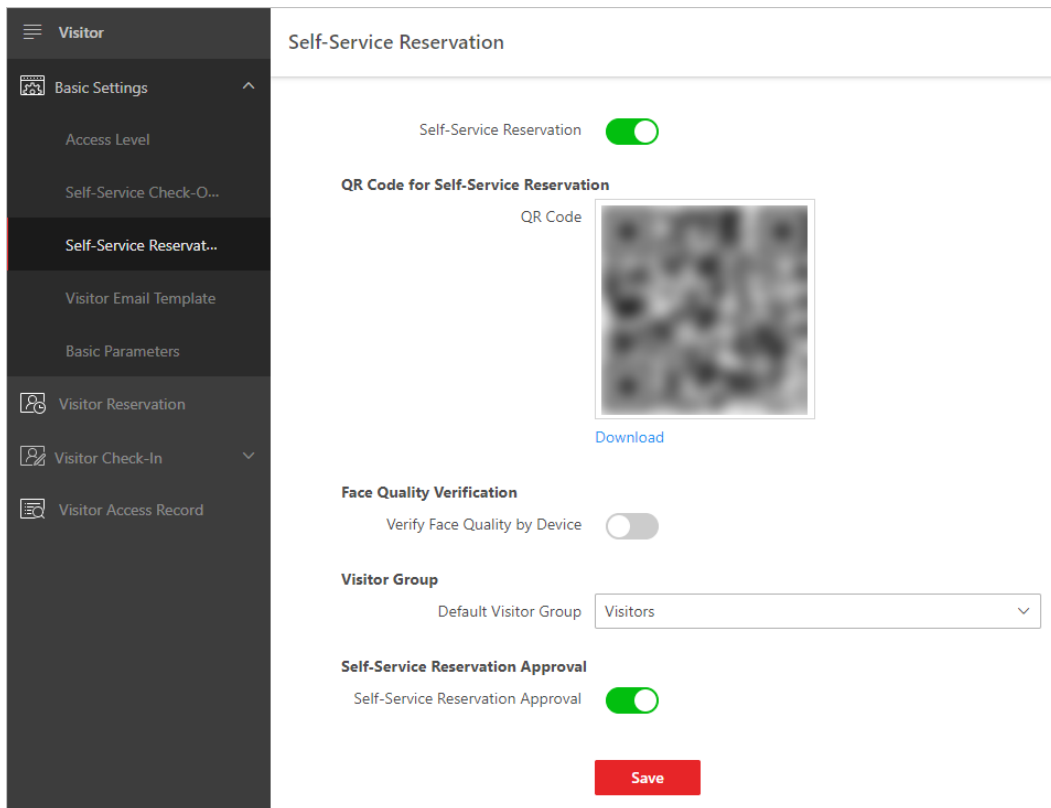 Visitor
Basic Settings
Access Level
Self-Service Check-O...
Self-Service Reservat...
Visitor Email Template
Basic Parameters
Visitor Reservation
Visitor Check-In
Visitor Access Record
Self-Service Reservation
Self-Service Reservation
QR Code for Self-Service Reservation
QR Code
Download
Face Quality Verification
Verify Face Quality by Device
Visitor Group
Default Visitor Group Visitors
Self-Service Reservation Approval
Self-Service Reservation Approval
Save